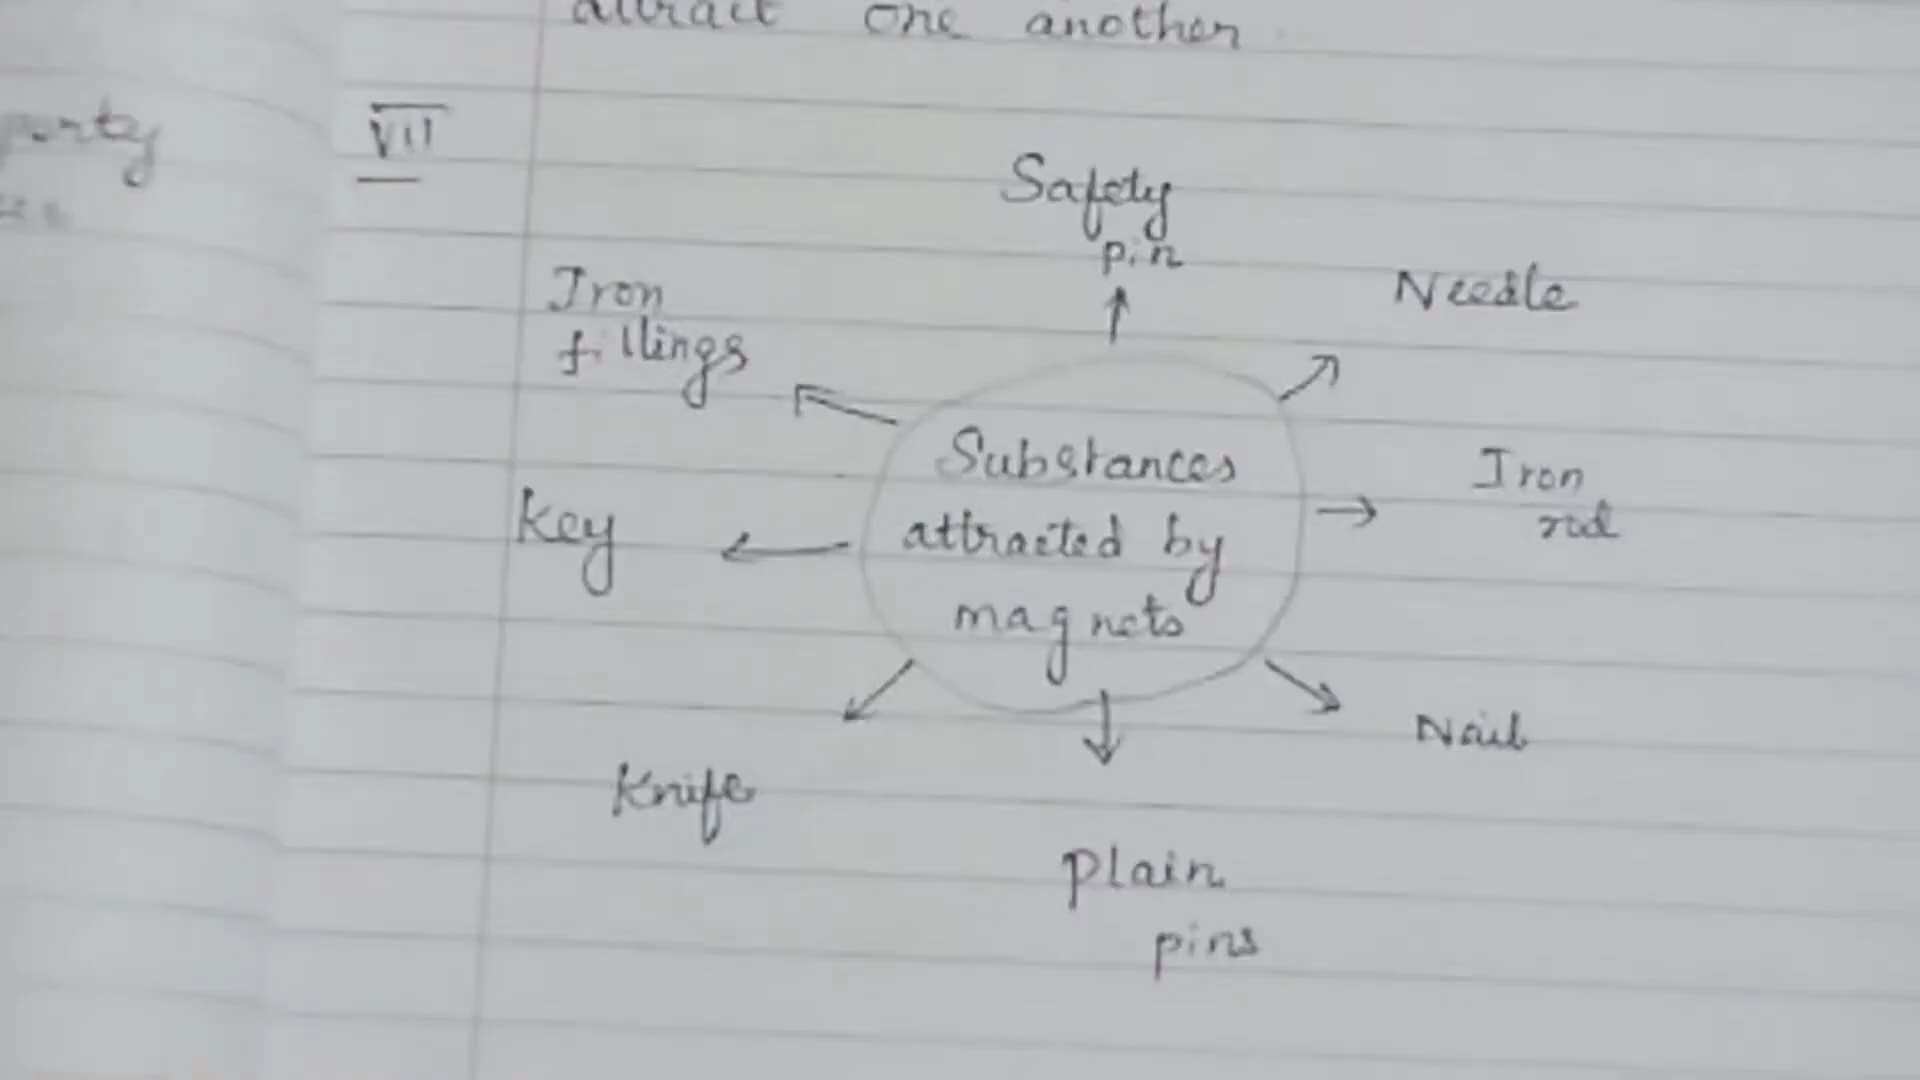 attract one another
VII
Safety
pin
Needle
Iron
fillings
Substances
attracted by
magnets
Iron
rod
Key
Nail
Knife
Plain
pins